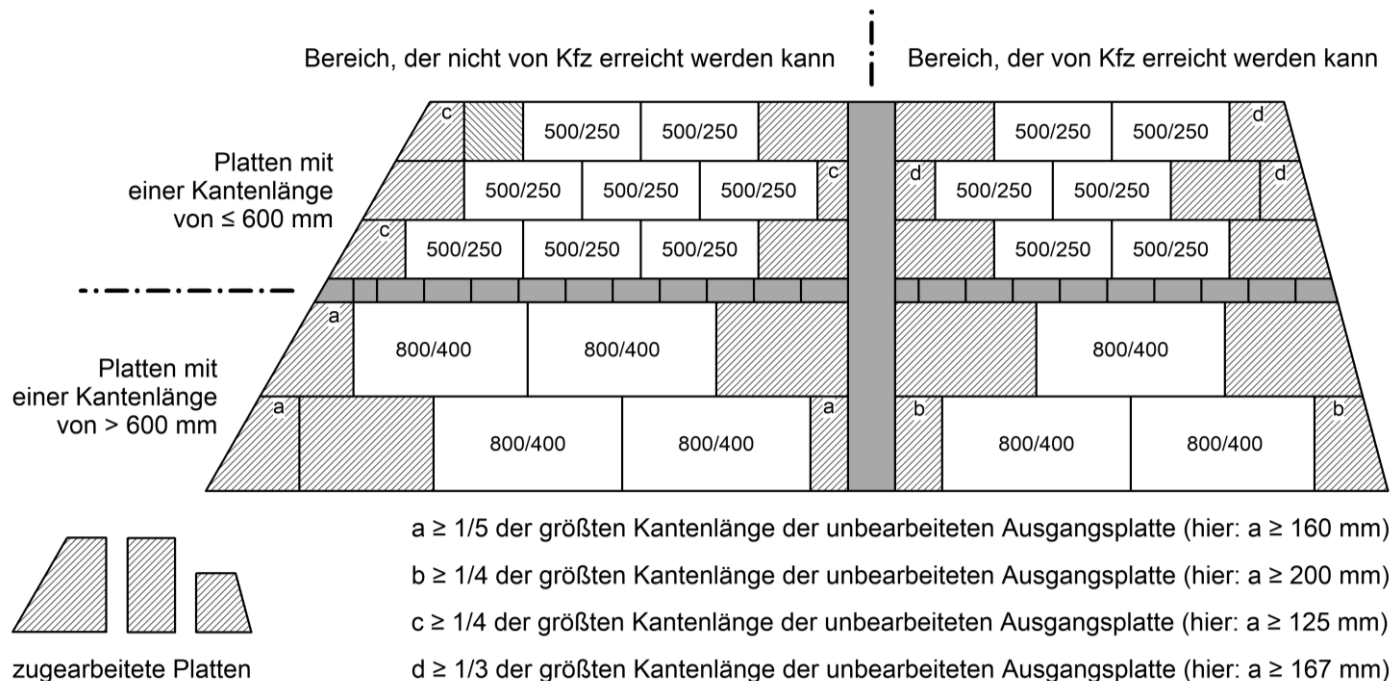 Bereich, der nicht von Kfz erreicht werden kann
Bereich, der von Kfz erreicht werden kann
Platten mit
einer Kantenlänge
von ≤ 600 mm
c
500/250
500/250
d
500/250
500/250
500/250
c
d
500/250
500/250
d
c
500/250
500/250
500/250
500/250
500/250
500/250
500/250
Platten mit
einer Kantenlänge
von > 600 mm
a
800/400
800/400
800/400
a
800/400
800/400
a
b
800/400
800/400
b
zugearbeitete Platten
a ≥ 1/5 der größten Kantenlänge der unbearbeiteten Ausgangsplatte (hier: a ≥ 160 mm)
b ≥ 1/4 der größten Kantenlänge der unbearbeiteten Ausgangsplatte (hier: a ≥ 200 mm)
c ≥ 1/4 der größten Kantenlänge der unbearbeiteten Ausgangsplatte (hier: a ≥ 125 mm)
d ≥ 1/3 der größten Kantenlänge der unbearbeiteten Ausgangsplatte (hier: a ≥ 167 mm)